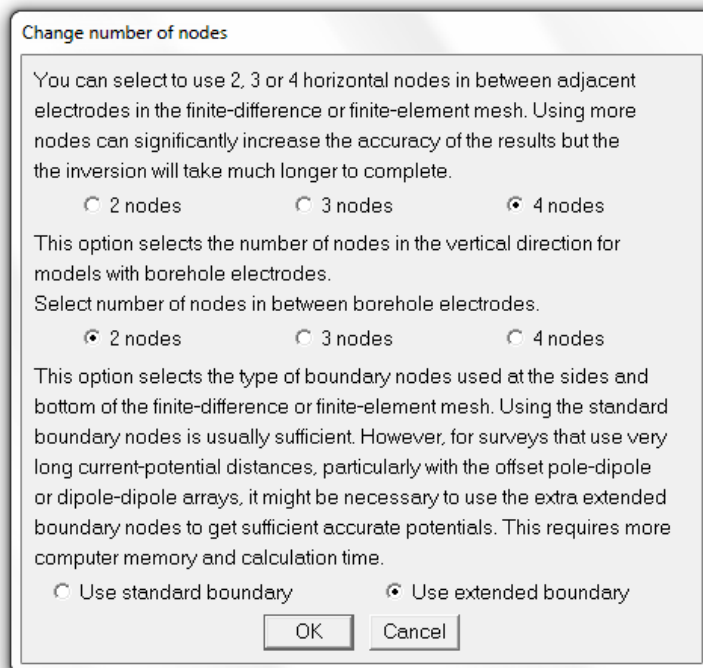 Change number of nodes
You can select to use 2, 3 or 4 horizontal nodes in between adjacent
electrodes in the finite-difference or finite-element mesh. Using more
nodes can significantly increase the accuracy of the results but the
the inversion will take much longer to complete.
2 nodes 3 nodes 4 nodes
This option selects the number of nodes in the vertical direction for
models with borehole electrodes.
Select number of nodes in between borehole electrodes.
2 nodes 3 nodes 4 nodes
This option selects the type of boundary nodes used at the sides and
bottom of the finite-difference or finite-element mesh. Using the standard
boundary nodes is usually sufficient. However, for surveys that use very
long current-potential distances, particularly with the offset pole-dipole
or dipole-dipole arrays, it might be necessary to use the extra extended
boundary nodes to get sufficient accurate potentials. This requires more
computer memory and calculation time.
Use standard boundary Use extended boundary
OK Cancel